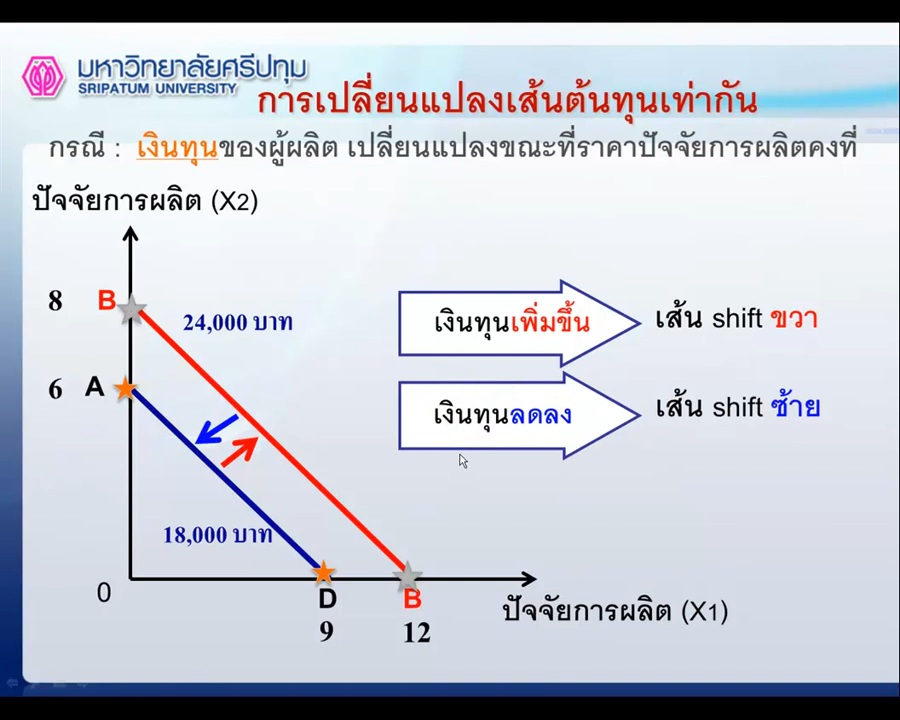 มหาวิทยาลัยศรีปทุม
SRIPATUM UNIVERSITY
การเปลี่ยนแปลงเส้นต้นทุนเท่ากัน
กรณี : เงินทุนของผู้ผลิต เปลี่ยนแปลงขณะที่ราคาปัจจัยการผลิตคงที่
ปัจจัยการผลิต (X2)
8 B
24,000 บาท
เงินทุนเพิ่มขึ้น
เส้น shift ขวา
6 A
เงินทุนลดลง
เส้น shift ซ้าย
18,000 บาท
0
D
B
ปัจจัยการผลิต (X1)
9
12